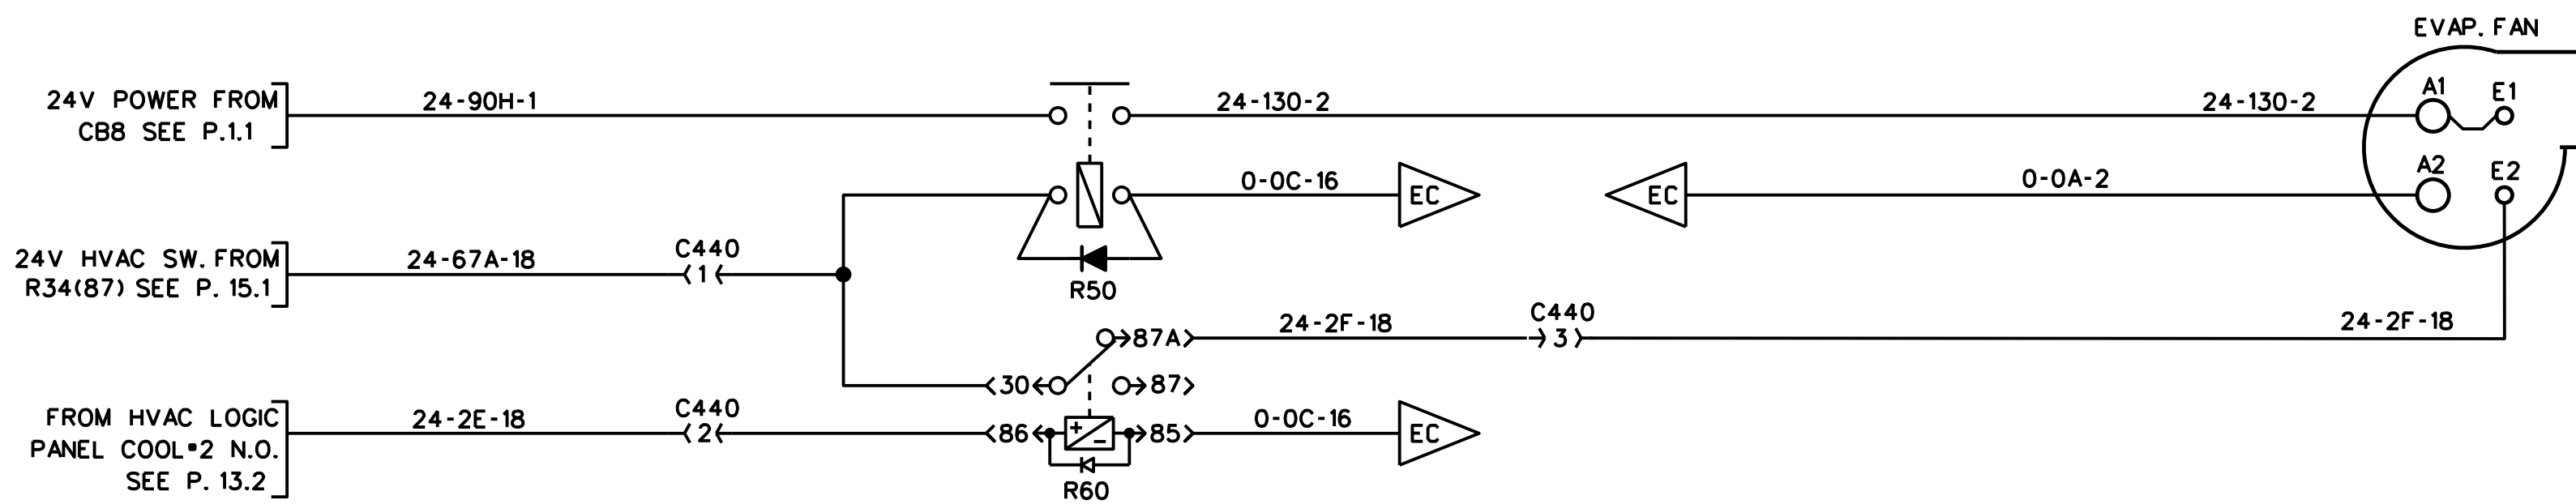 EVAP. FAN
24V POWER FROM
CB8 SEE P.1.1
24-90H-1
24-130-2
24-130-2
A1
E1
0-0C-16
EC
EC
0-0A-2
A2
E2
24V HVAC SW. FROM
R34(87) SEE P. 15.1
24-67A-18
C440
1
R50
87A
24-2F-18
C440
3
24-2F-18
30
87
FROM HVAC LOGIC
PANEL COOL#2 N.O.
SEE P. 13.2
24-2E-18
C440
2
86
+
-
85
0-0C-16
EC
R60